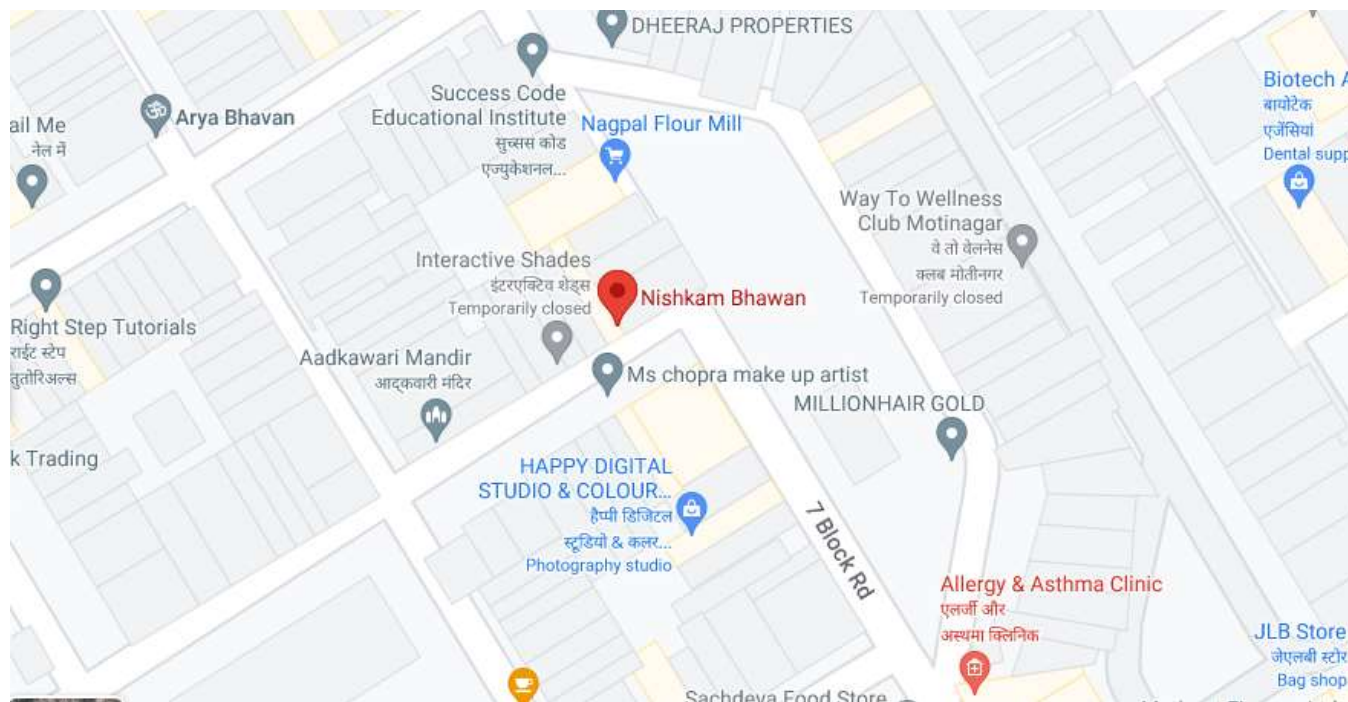 DHEERAJ PROPERTIES
Success Code
Educational Institute
सुच्सस कोड
एज्युकेशनल...
Arya Bhavan
ail Me
नेल में
Nagpal Flour Mill
Biotech A
बायोटेक
एजेंसियां
Dental supp
Way To Wellness
Club Motinagar
वे तो वेलनेस
क्लब मोतीनगर
Temporarily closed
Interactive Shades
इंटरएक्टिव शेड्स
Temporarily closed
Nishkam Bhawan
Right Step Tutorials
राईट स्टेप
तुतोरिअल्स
Aadkawari Mandir
आद्कवारी मंदिर
Ms chopra make up artist
MILLIONHAIR GOLD
k Trading
HAPPY DIGITAL
STUDIO & COLOUR...
हैप्पी डिजिटल
स्टूडियो & कलर...
Photography studio
7 Block Rd
Allergy & Asthma Clinic
एलर्जी और
अस्थमा क्लिनिक
JLB Store
जेएलबी स्टोर
Bag shop
Sachdeva Food Store